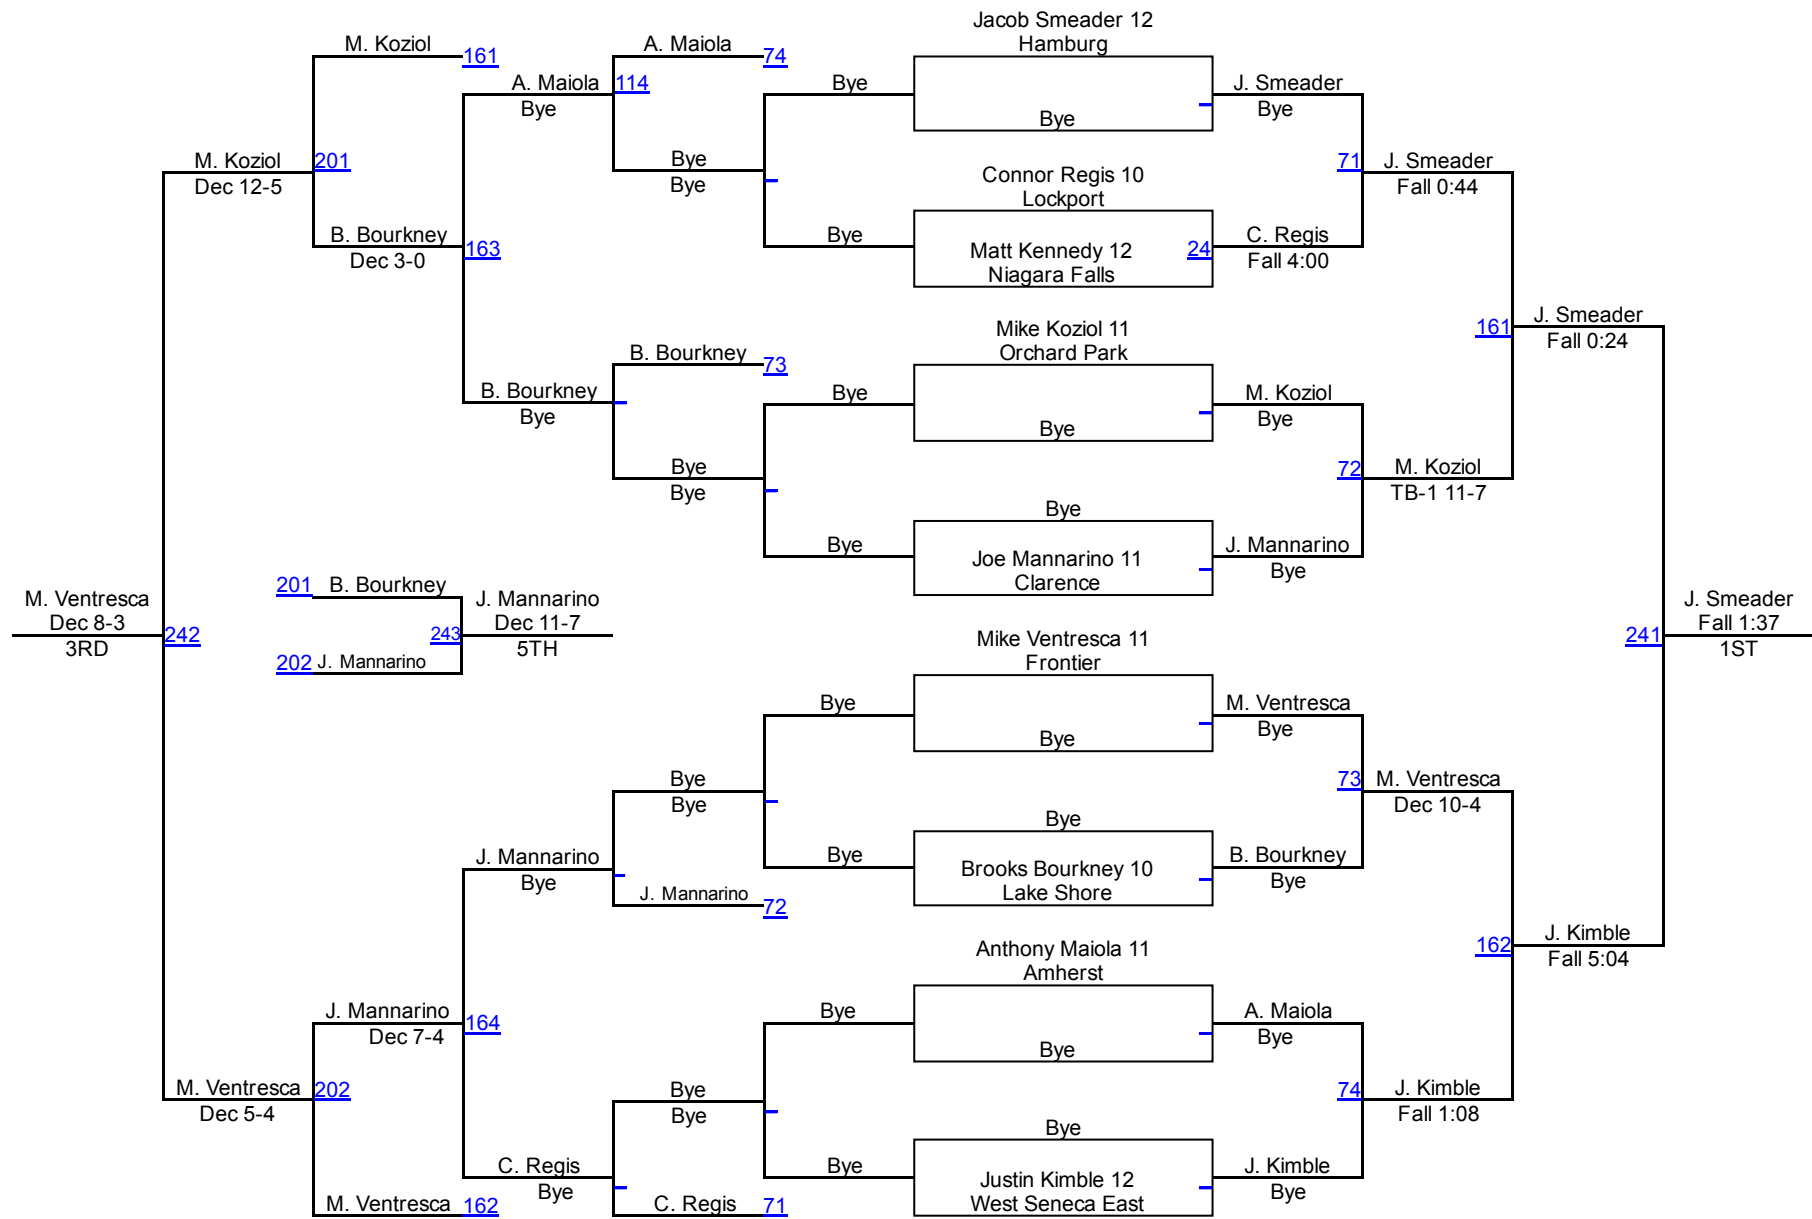 Jacob Smeader 12
Hamburg
M. Koziol
161
A. Maiola
74
A. Maiola
114
Bye
Bye
J. Smeader
Bye
Bye
M. Koziol
201
Dec 12-5
Bye
Bye
Connor Regis 10
Lockport
71
J. Smeader
Fall 0:44
B. Bourkney
163
Dec 3-0
Bye
Matt Kennedy 12
24
Niagara Falls
C. Regis
Fall 4:00
Mike Koziol 11
Orchard Park
161
J. Smeader
Fall 0:24
B. Bourkney
73
B. Bourkney
Bye
Bye
Bye
M. Koziol
Bye
Bye
Bye
72
M. Koziol
TB-1 11-7
Bye
Bye
Joe Mannarino 11
Clarence
J. Mannarino
Bye
M. Ventresca
Dec 8-3
3RD
242
201
B. Bourkney
243
202
J. Mannarino
J. Mannarino
Dec 11-7
5TH
Mike Ventresca 11
Frontier
241
J. Smeader
Fall 1:37
1ST
Bye
Bye
M. Ventresca
Bye
Bye
Bye
73
M. Ventresca
Dec 10-4
Bye
J. Mannarino
Bye
J. Mannarino
72
Bye
Brooks Bourkney 10
Lake Shore
B. Bourkney
Bye
Anthony Maiola 11
Amherst
162
J. Kimble
Fall 5:04
J. Mannarino
164
Dec 7-4
Bye
Bye
A. Maiola
Bye
M. Ventresca
202
Dec 5-4
Bye
Bye
74
J. Kimble
Fall 1:08
Bye
C. Regis
Bye
Bye
Justin Kimble 12
West Seneca East
J. Kimble
Bye
M. Ventresca
162
C. Regis
71